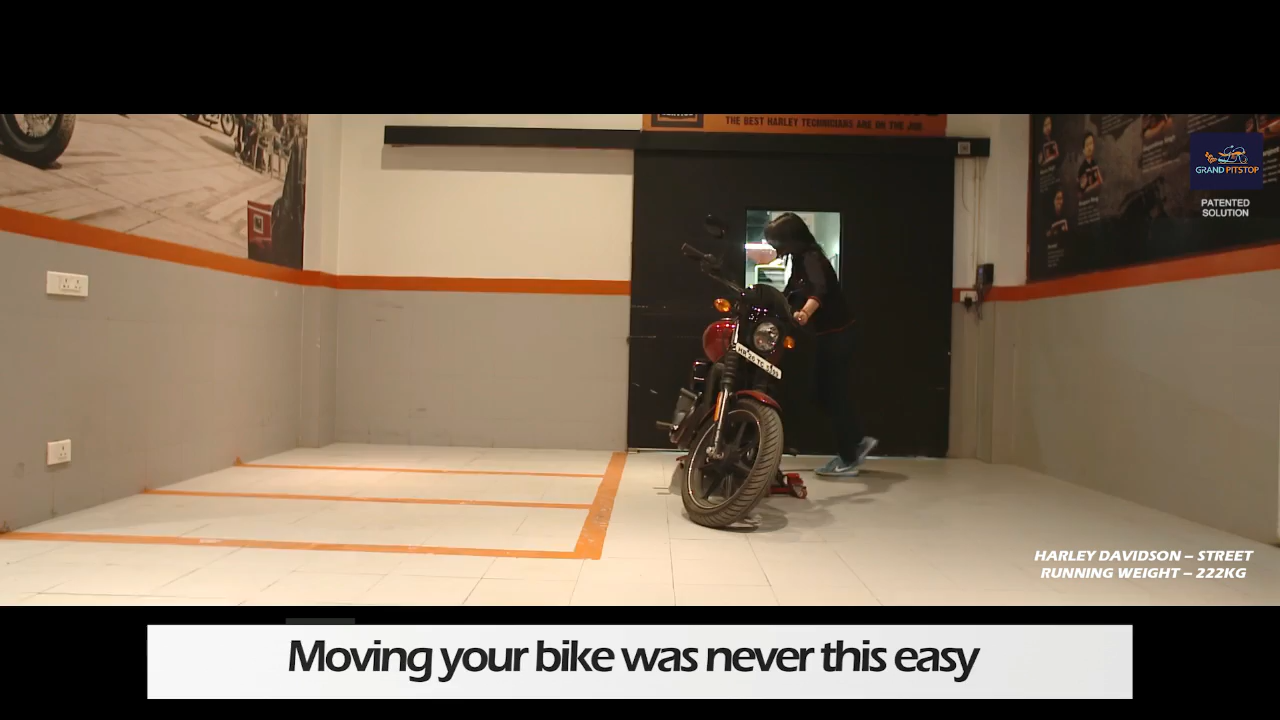 THE BEST HARLEY TECHNICIANS ARE ON THE JOB
GRAND PITSTOP
PATENTED
SOLUTION
HARLEY DAVIDSON – STREET
RUNNING WEIGHT – 222KG
Moving your bike was never this easy